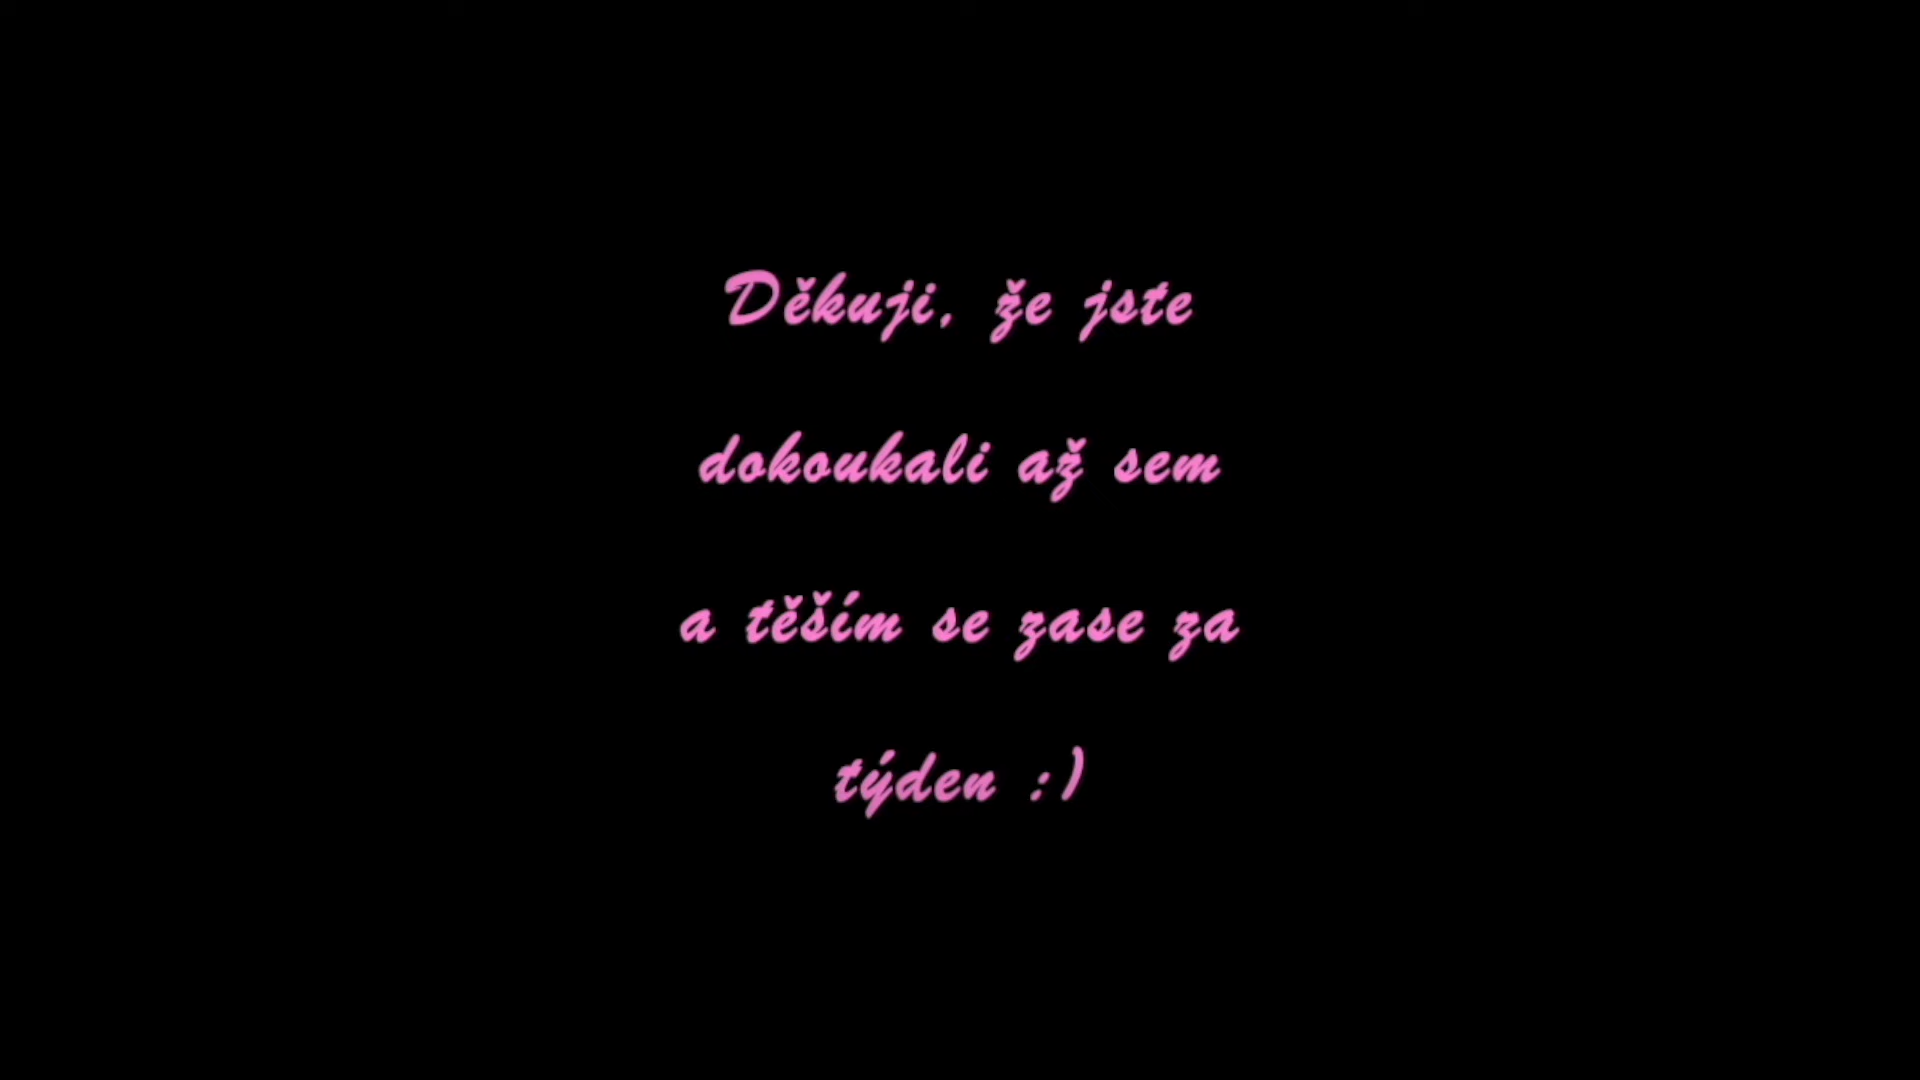 Děkuji, že jste
dokoukali až sem
a těším se zase za
týden :)